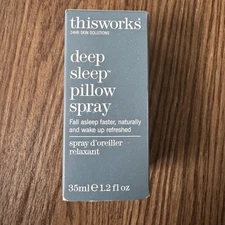 thisworks®
24HR SKIN SOLUTIONS
deep
sleep®
pillow
spray
Fall asleep faster, naturally
and wake up refreshed
spray d'oreiller
relaxant
35ml e 1.2 fl oz